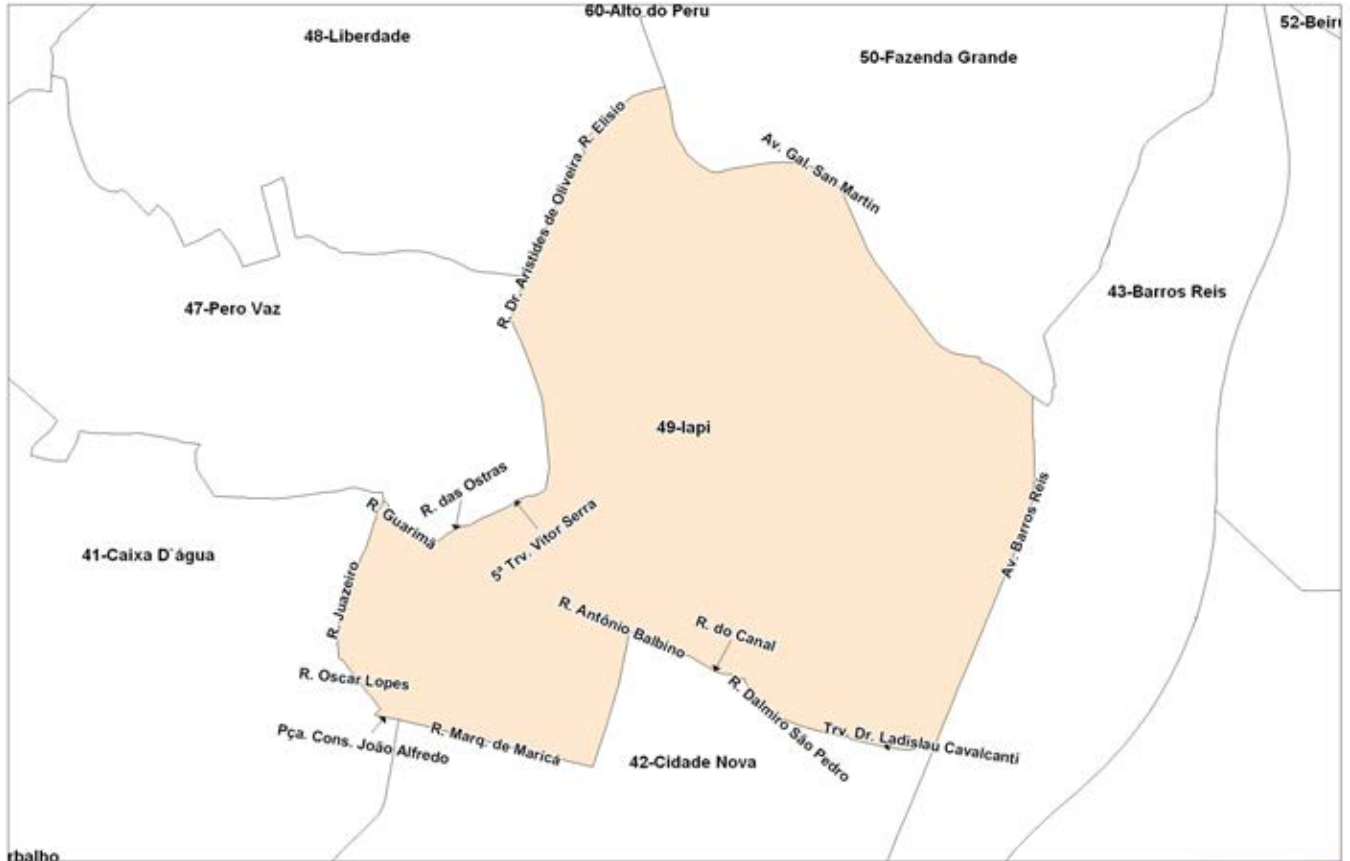 60-Alto do Peru
52-Beiru
48-Liberdade
50-Fazenda Grande
R. Elísio
Av. Gal. San Martin
R. Dr. Aristides de Oliveira
43-Barros Reis
47-Pero Vaz
49-Iapi
R. das Ostras
R. Guarimã
5ª Trv. Vitor Serra
Av. Barros Reis
41-Caixa D`água
R. Juazeiro
R. Antônio Balbino
R. do Canal
R. Oscar Lopes
R. Dalmiro São Pedro
Pça. Cons. João Alfredo
R. Marq. de Maricá
Trv. Dr. Ladislau Cavalcanti
42-Cidade Nova
rbalho